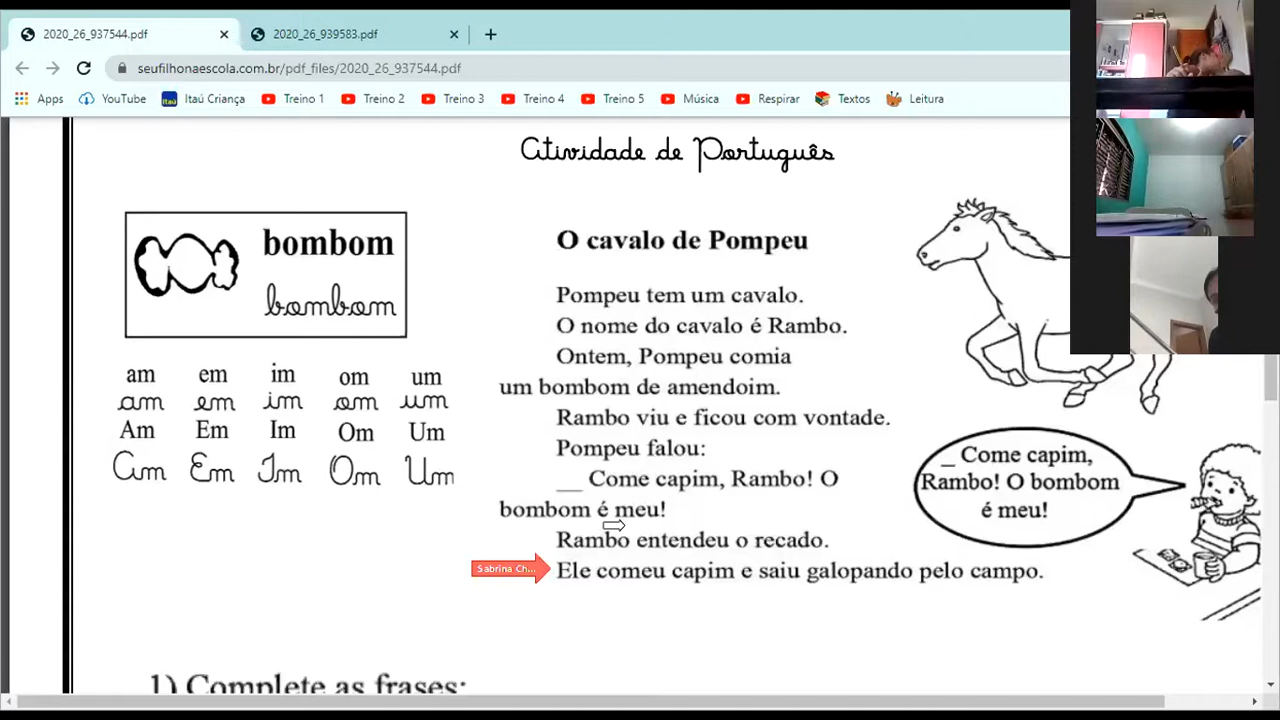 2020_26_937544.pdf
2020_26_939583.pdf
seufilhonaescola.com.br/pdf_files/2020_26_937544.pdf
Apps YouTube Itaú Itaú Criança Treino 1 Treino 2 Treino 3 Treino 4 Treino 5 Música Respirar Textos Leitura
Atividade de Português
bombom
bombom
am em im om um
am em im om um
Am Em Im Om Um
Am Em Im Om Um
O cavalo de Pompeu
Pompeu tem um cavalo.
O nome do cavalo é Rambo.
Ontem, Pompeu comia
um bombom de amendoim.
Rambo viu e ficou com vontade.
Pompeu falou:
__ Come capim, Rambo! O
bombom é meu!
Rambo entendeu o recado.
Sabrina Ch...
Ele comeu capim e saiu galopando pelo campo.
_ Come capim,
Rambo! O bombom
é meu!
1) Complete as frases: